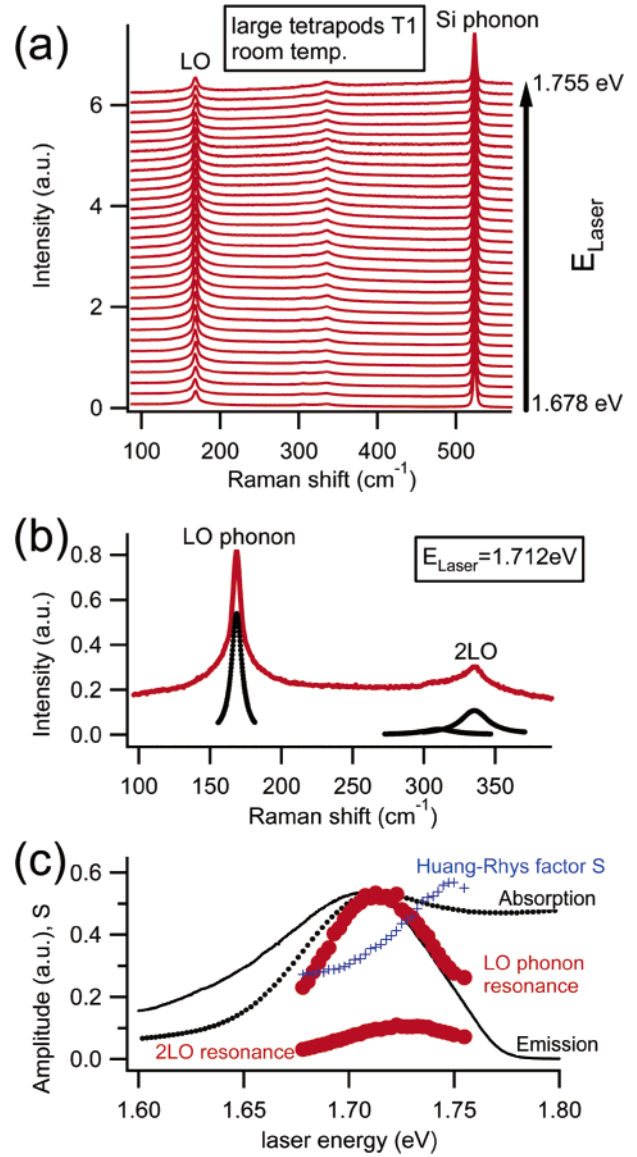 (a)
large tetrapods T1
room temp.
Si phonon
LO
1.755 eV
6
4
2
0
Intensity (a.u.)
E_Laser
1.678 eV
100
200
300
400
500
Raman shift (cm⁻¹)
(b)
LO phonon
E_Laser=1.712eV
2LO
0.8
0.6
0.4
0.2
0.0
Intensity (a.u.)
100
150
200
250
300
350
Raman shift (cm⁻¹)
(c)
Huang-Rhys factor S
Absorption
LO phonon
resonance
2LO resonance
Emission
0.6
0.4
0.2
0.0
Amplitude (a.u.), S
1.60
1.65
1.70
1.75
1.80
laser energy (eV)